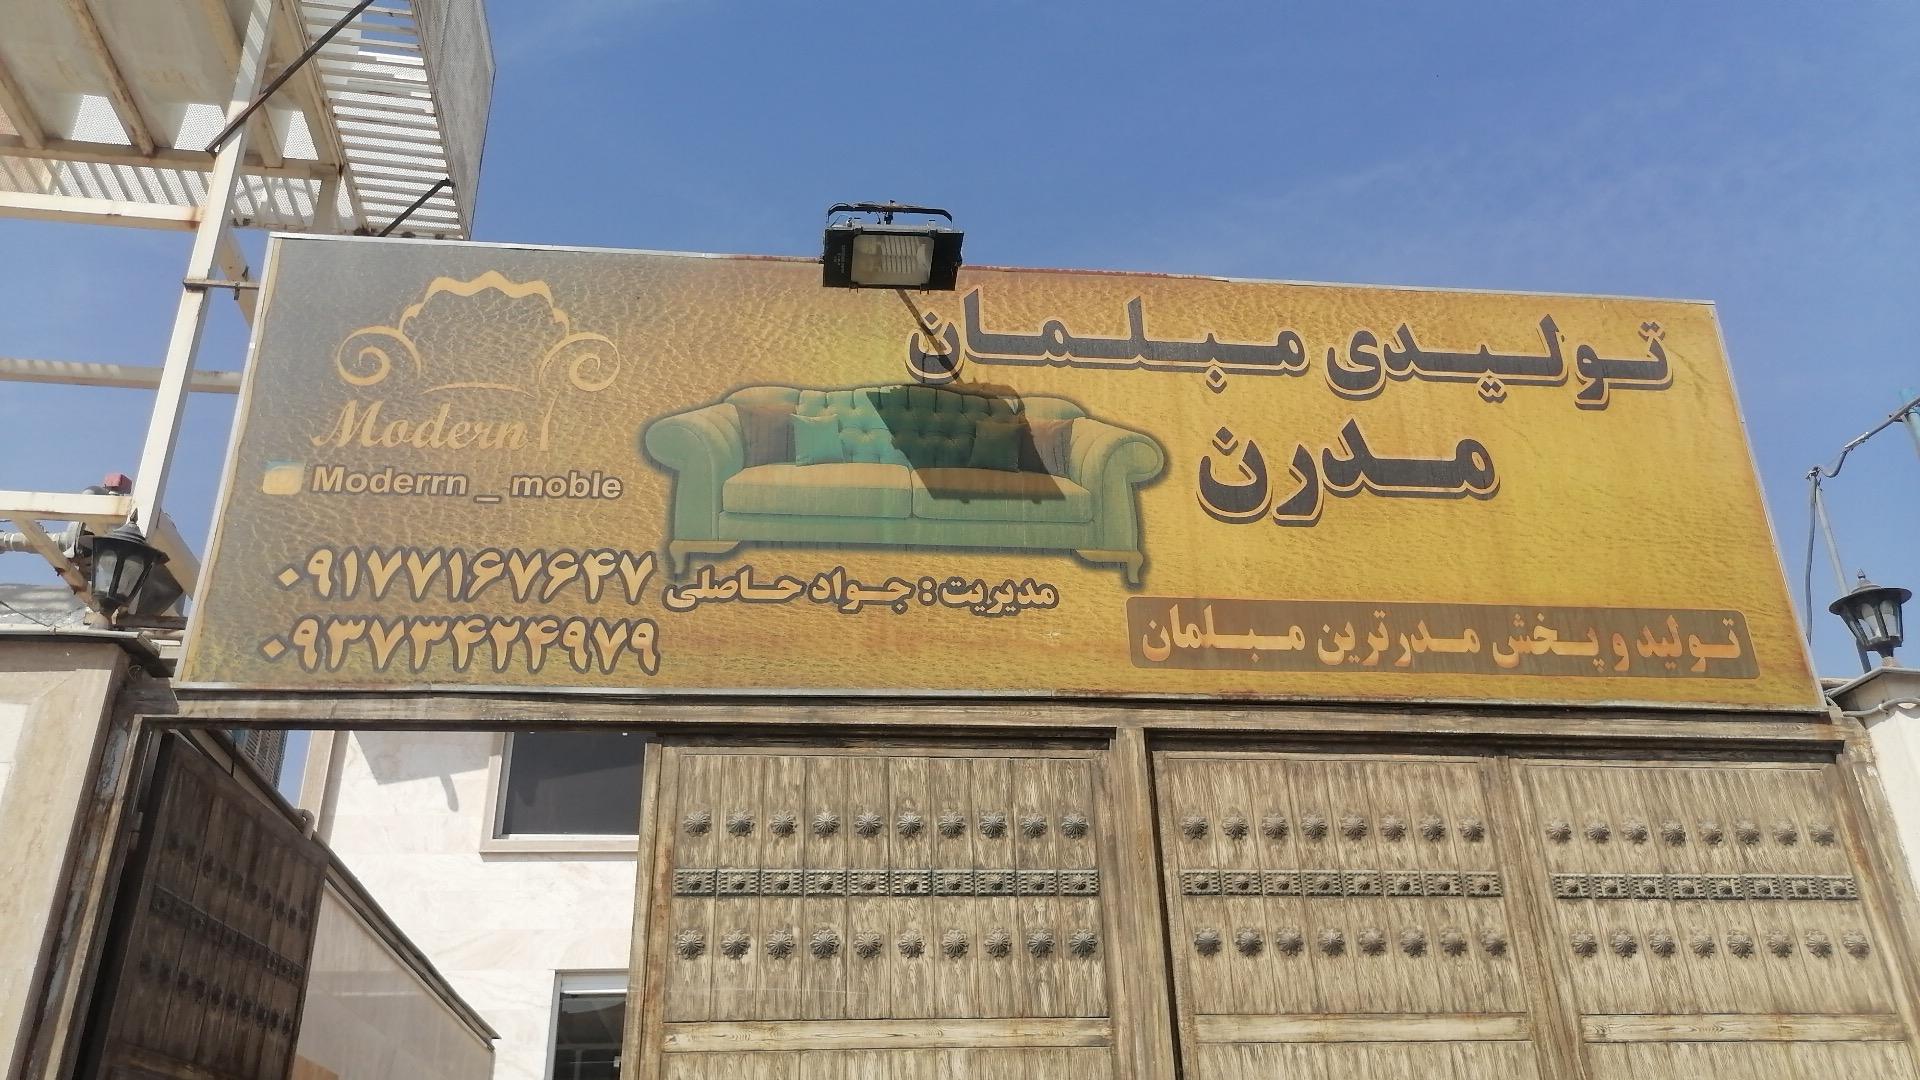 تولیدی مبلمان
مدرن
Modern
Moderrn _ moble
مدیریت : جواد حاصلی
۰۹۱۷۷۱۶۷۶۴۷
۰۹۳۷۳۴۲۴۹۷۹
تولید و پخش مدرترین مبلمان